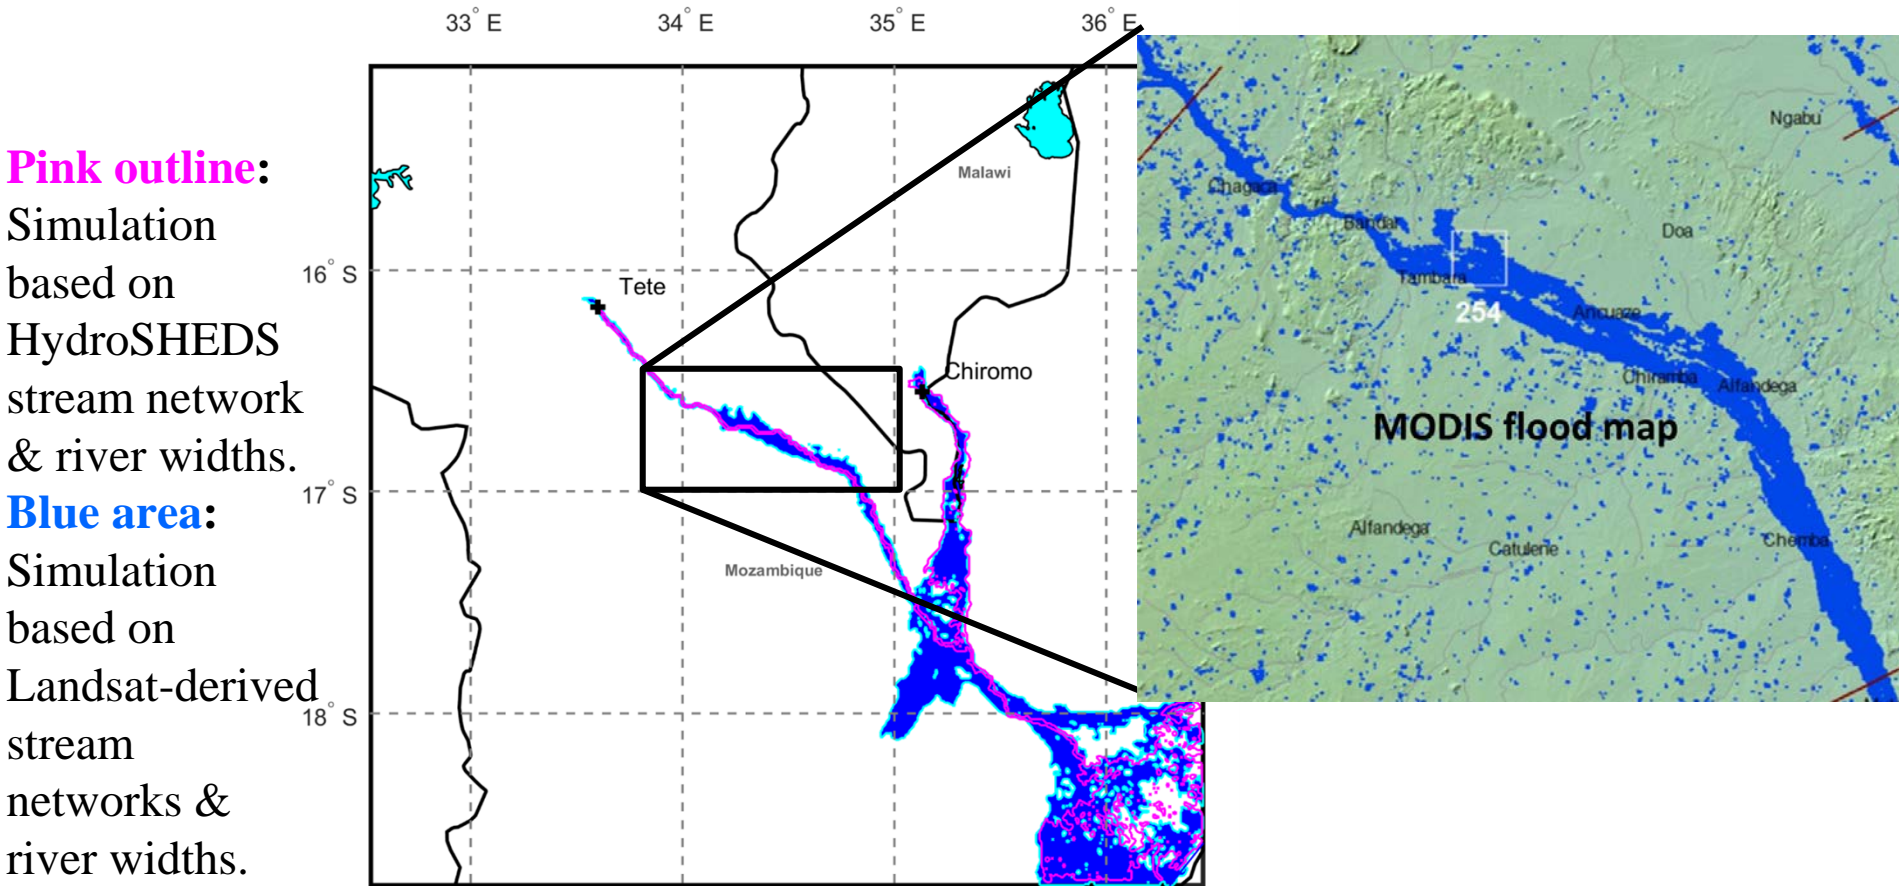 33° E
34° E
35° E
36° E
Pink outline:
Simulation
based on
HydroSHEDS
stream network
& river widths.
Blue area:
Simulation
based on
Landsat-derived
stream
networks &
river widths.
16° S
17° S
18° S
Malawi
Tete
Chiromo
Mozambique
Ngabu
Chagaca
Bandar
Doa
Tambara
254
Ancuaze
Chiramba
Alfandega
MODIS flood map
Alfandega
Catulene
Chemba